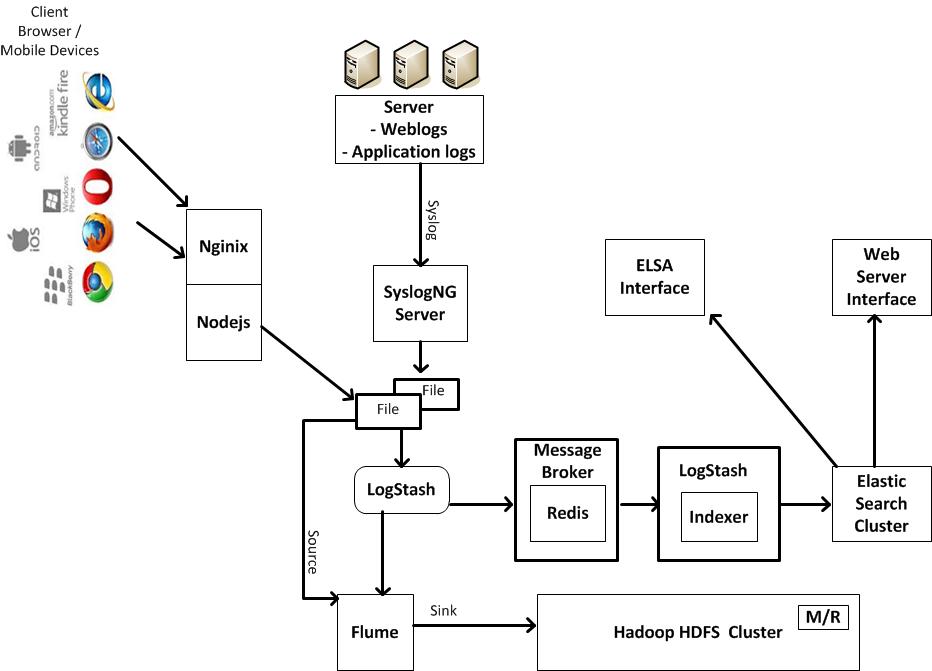 Client
Browser /
Mobile Devices
amazon.com
kindle fire
android
Windows
Phone
iOS
BlackBerry
Server
- Weblogs
- Application logs
Syslog
Nginix
Nodejs
SyslogNG
Server
ELSA
Interface
Web
Server
Interface
File
File
LogStash
Message
Broker
Redis
LogStash
Indexer
Elastic
Search
Cluster
Source
Flume
Sink
Hadoop HDFS Cluster
M/R